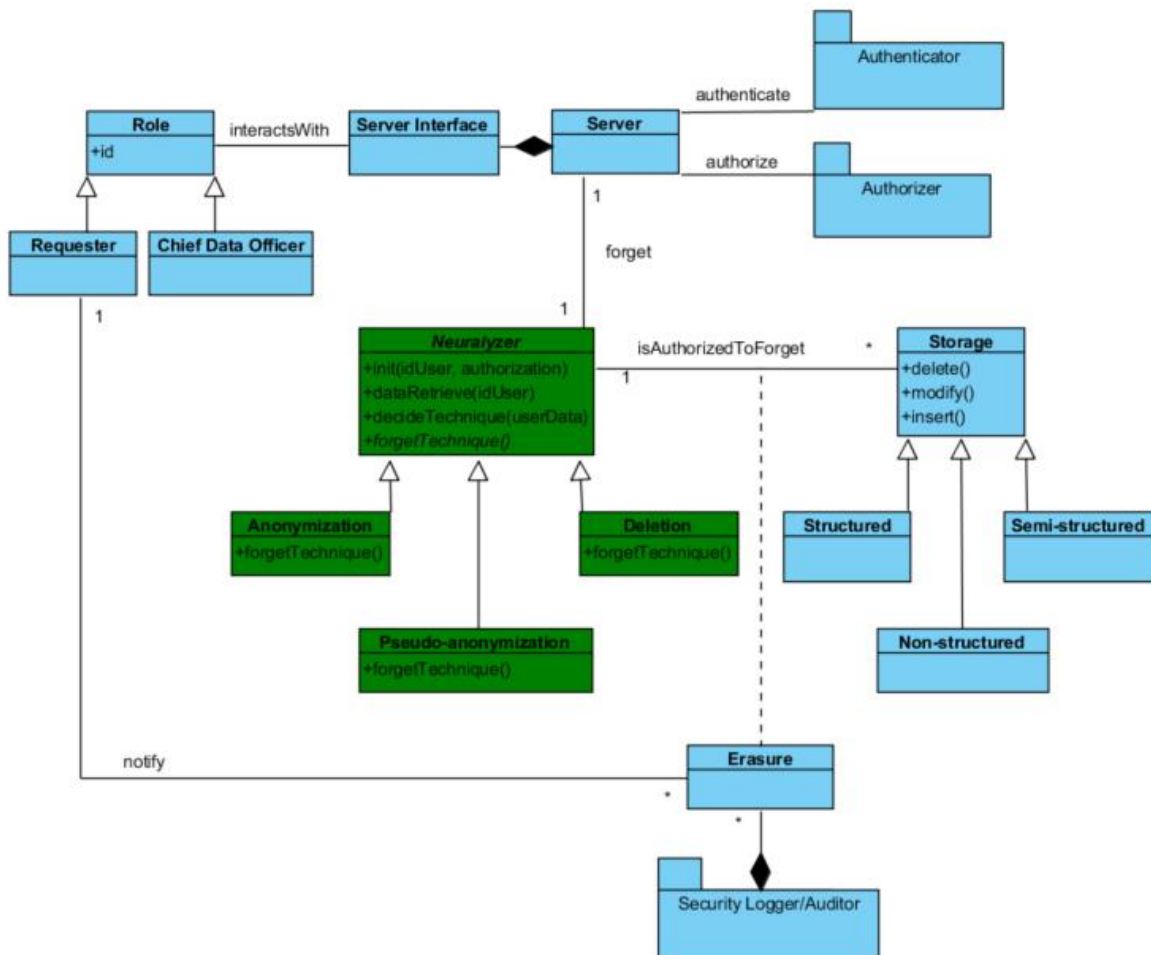 Authenticator
authenticate
Role
+id
interactsWith
Server Interface
Server
authorize
Authorizer
Requester
Chief Data Officer
1
1
forget
1
Neuralyzer
+init(idUser, authorization)
+dataRetrieve(idUser)
+decideTechnique(userData)
+forgetTechnique()
isAuthorizedToForget
1
*
Storage
+delete()
+modify()
+insert()
Anonymization
+forgetTechnique()
Deletion
+forgetTechnique()
Structured
Semi-structured
Pseudo-anonymization
+forgetTechnique()
Non-structured
notify
*
Erasure
*
Security Logger/Auditor